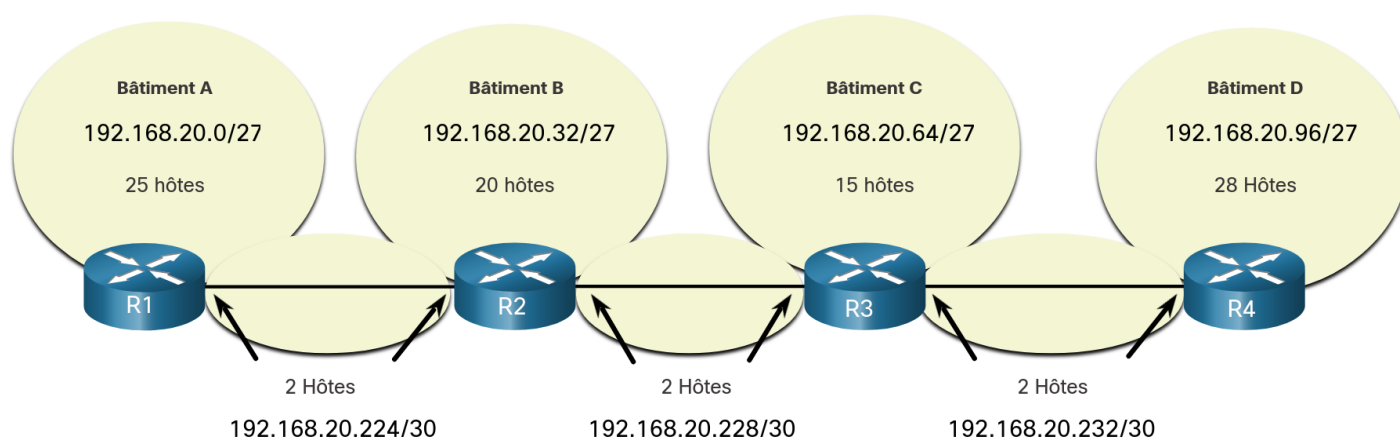 Bâtiment A
192.168.20.0/27
25 hôtes
Bâtiment B
192.168.20.32/27
20 hôtes
Bâtiment C
192.168.20.64/27
15 hôtes
Bâtiment D
192.168.20.96/27
28 Hôtes
R1
R2
R3
R4
2 Hôtes
192.168.20.224/30
2 Hôtes
192.168.20.228/30
2 Hôtes
192.168.20.232/30